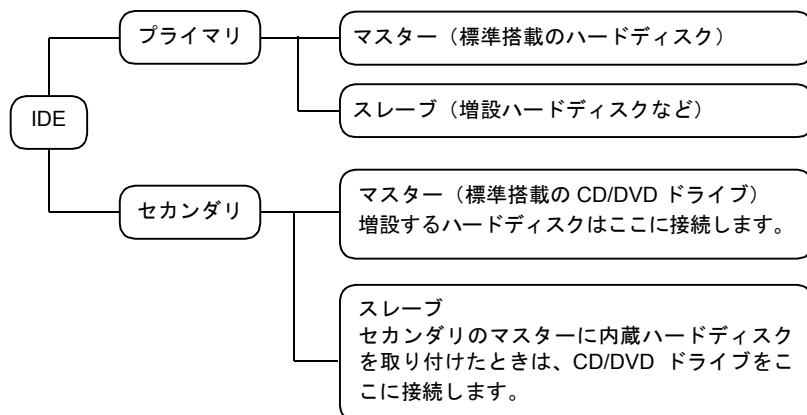 プライマリ
マスター（標準搭載のハードディスク）
スレーブ（増設ハードディスクなど）
IDE
セカンダリ
マスター（標準搭載の CD/DVD ドライブ）
増設するハードディスクはここに接続します。
スレーブ
セカンダリのマスターに内蔵ハードディスク
を取り付けたときは、CD/DVD ドライブをこ
こに接続します。